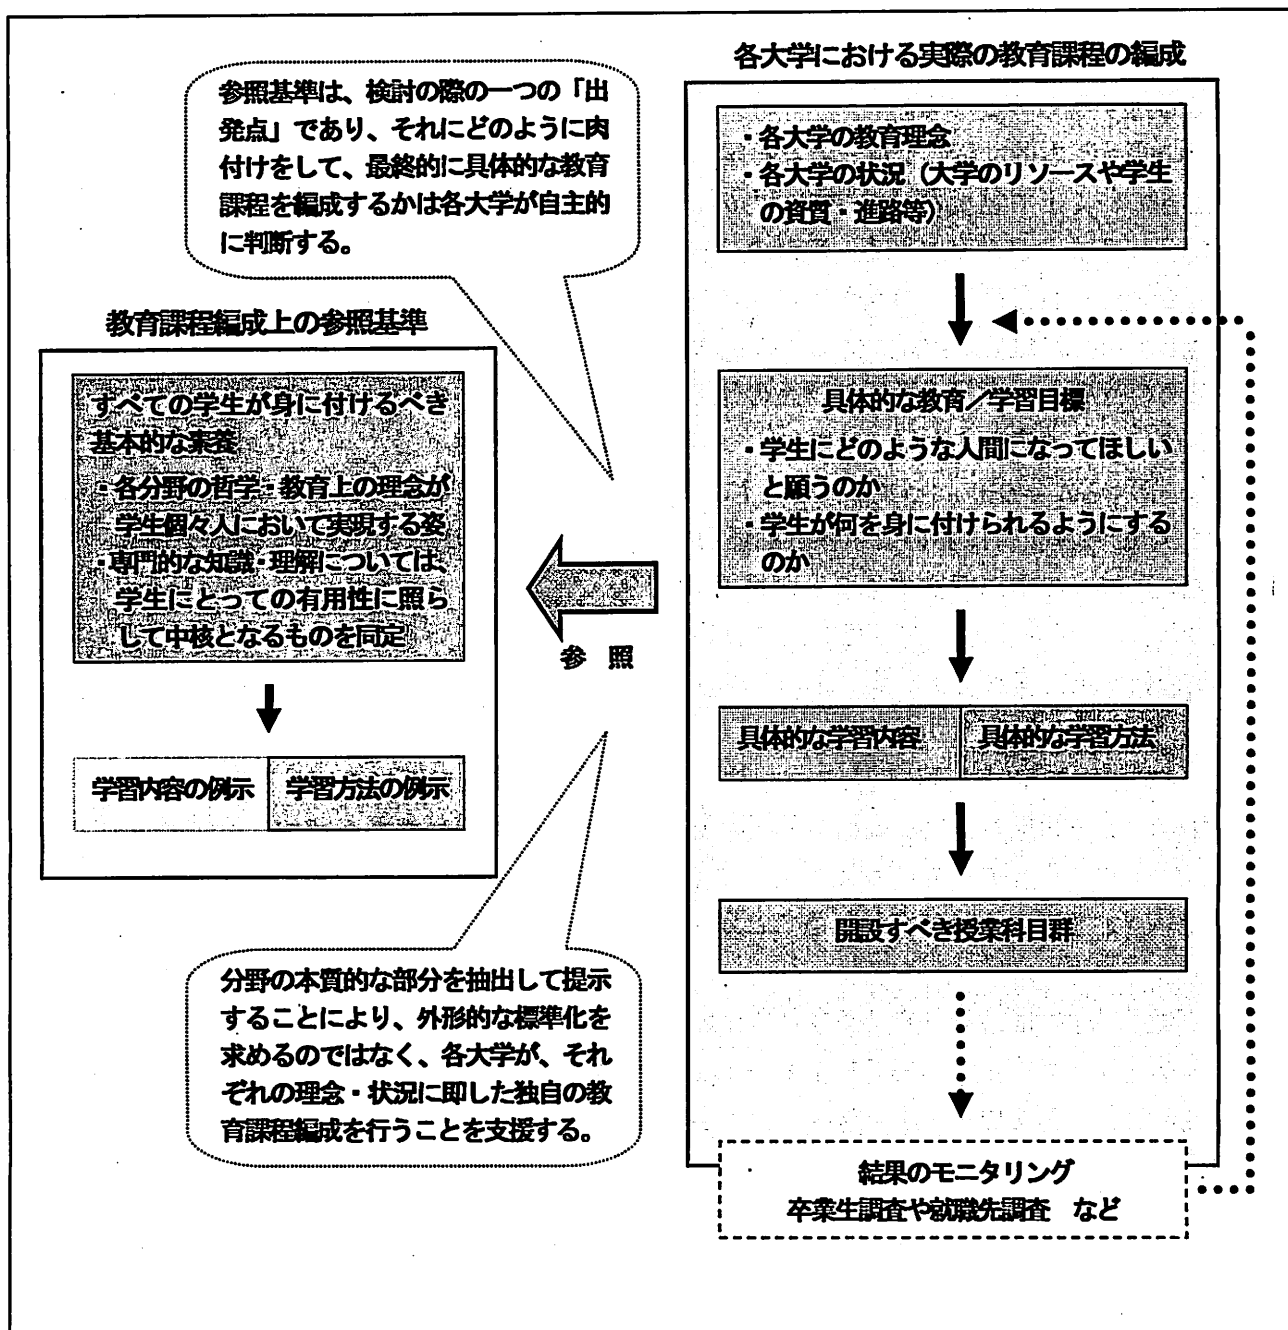 各大学における実際の教育課程の編成
参照基準は、検討の際の一つの「出
発点」であり、それにどのように肉
付けをして、最終的に具体的な教育
課程を編成するかは各大学が自主的
に判断する。
・各大学の教育理念
・各大学の状況（大学のリソースや学生
の資質・進路等）
教育課程編成上の参照基準
すべての学生が身に付けるべき
基本的な素養
・各分野の哲学・教育上の理念が
学生個々人において実現する姿
・専門的な知識・理解については、
学生にとっての有用性に照ら
して中核となるものを同定
学習内容の例示
学習方法の例示
参 照
具体的な教育／学習目標
・学生にどのような人間になってほしい
と願うのか
・学生が何を身に付けられるようにする
のか
具体的な学習内容
具体的な学習方法
開設すべき授業科目群
分野の本質的な部分を抽出して提示
することにより、外形的な標準化を
求めるのではなく、各大学が、それ
ぞれの理念・状況に即した独自の教
育課程編成を行うことを支援する。
結果のモニタリング
卒業生調査や就職先調査 など